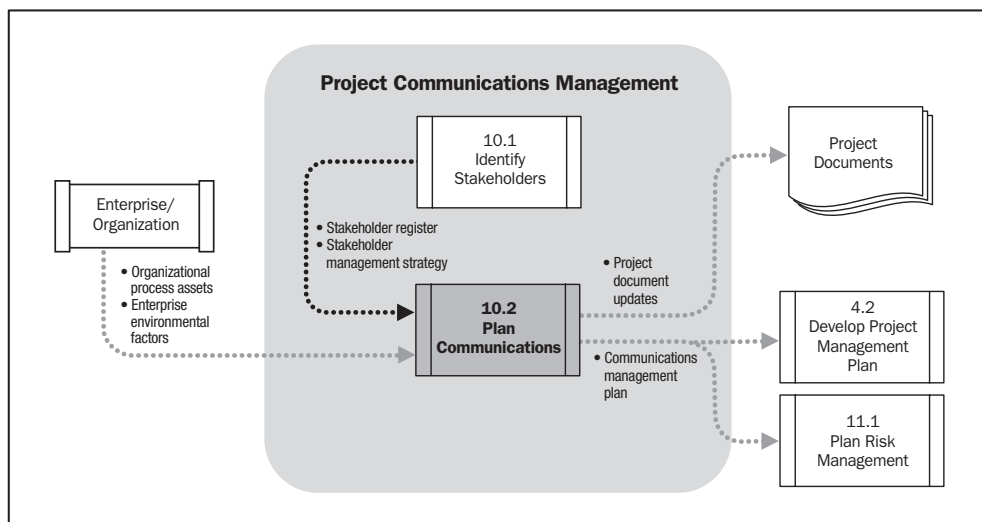 Project Communications Management
10.1
Identify
Stakeholders
Project
Documents
Enterprise/
Organization
• Stakeholder register
• Stakeholder
management strategy
• Organizational
process assets
• Enterprise
environmental
factors
• Project
document
updates
10.2
Plan
Communications
• Communications
management
plan
4.2
Develop Project
Management
Plan
11.1
Plan Risk
Management